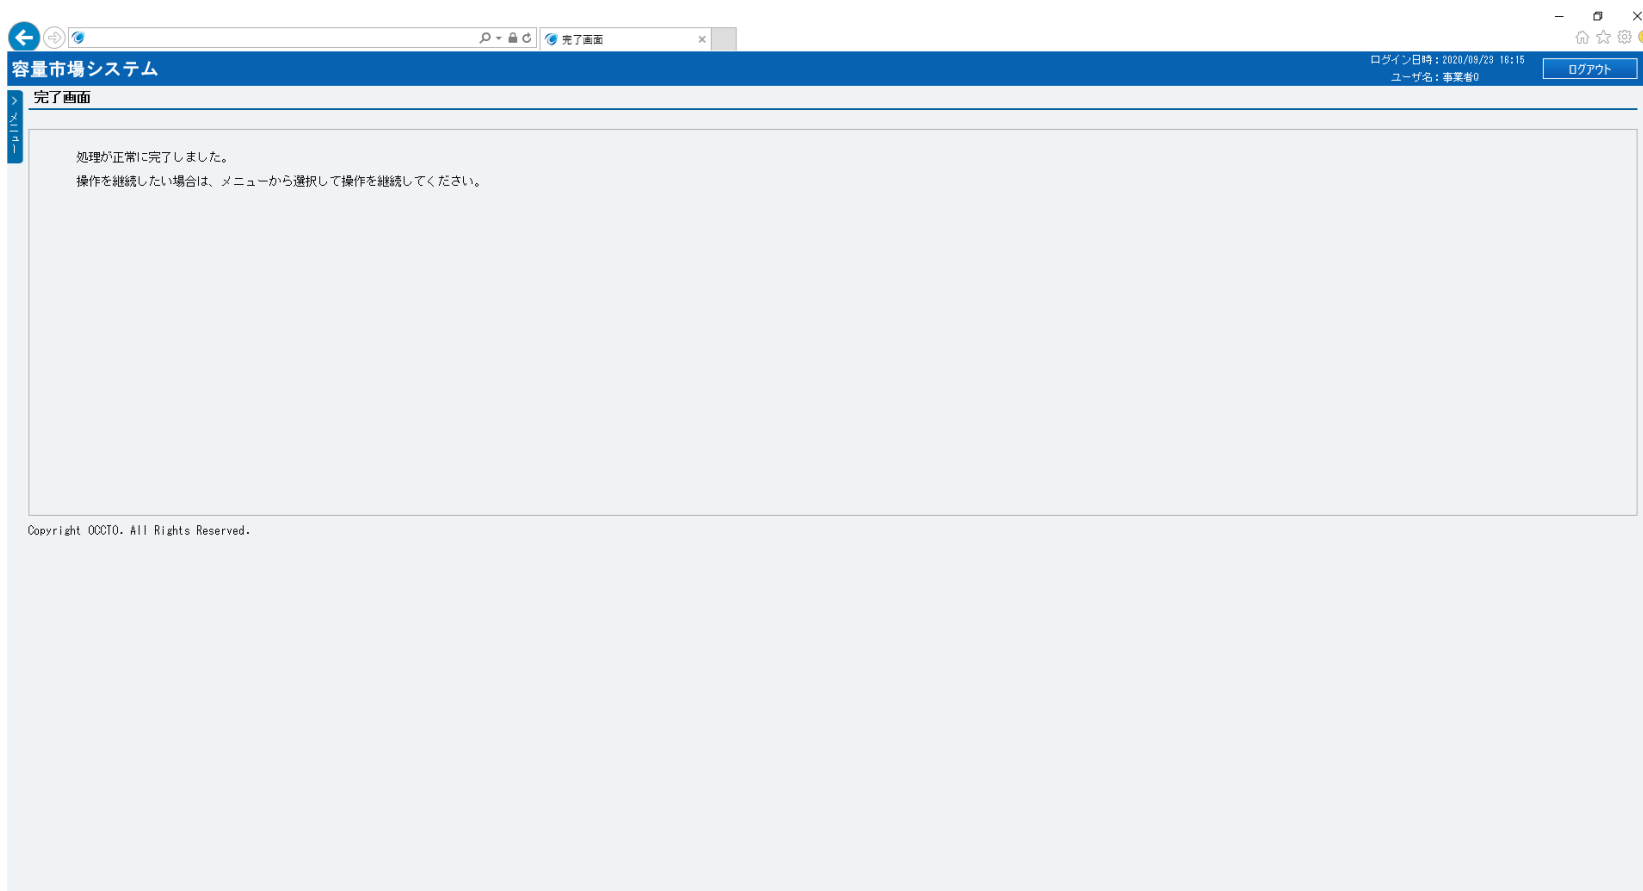 完了画面
容量市場システム
ログイン日時：2020/09/23 16:15
ユーザ名：事業者Q
ログアウト
メニュー
完了画面
処理が正常に完了しました。
操作を継続したい場合は、メニューから選択して操作を継続してください。
Copyright OCCTO. All Rights Reserved.